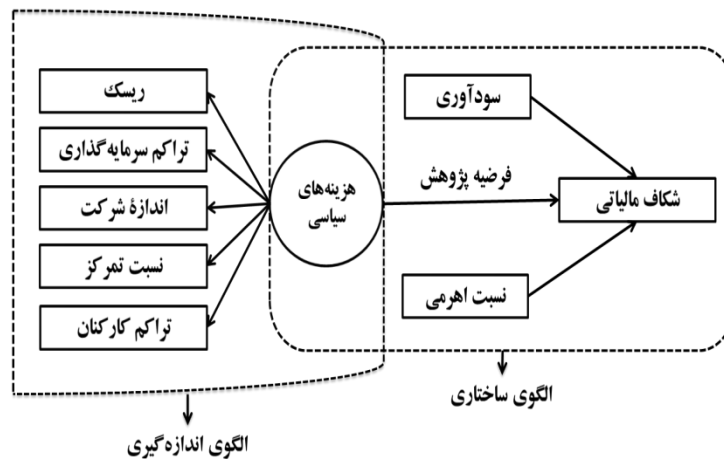 ریسک
تراکم سرمایه‌گذاری
اندازهٔ شرکت
نسبت تمرکز
تراکم کارکنان
هزینه‌های
سیاسی
سودآوری
فرضیه پژوهش
شکاف مالیاتی
نسبت اهرمی
الگوی ساختاری
الگوی اندازه‌گیری